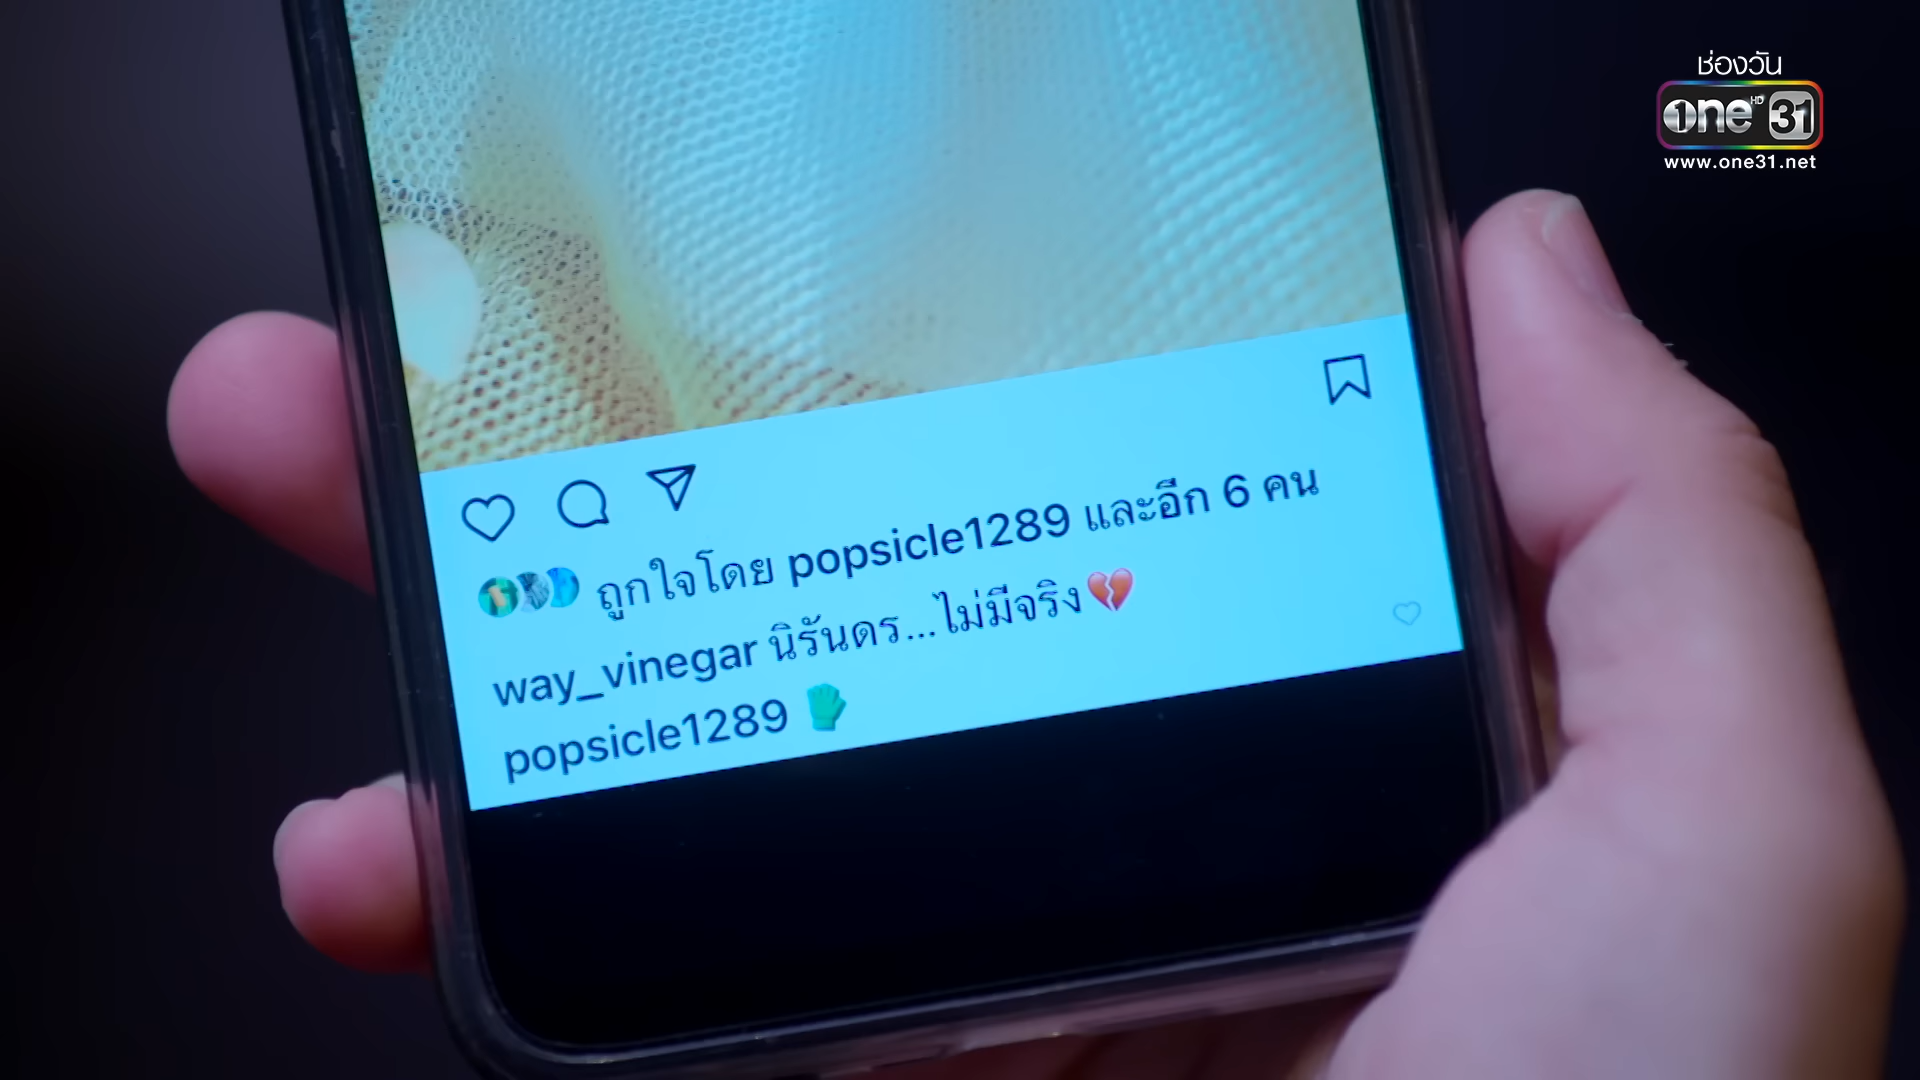 ช่องวัน
one HD 31
www.one31.net
ถูกใจโดย popsicle1289 และอีก 6 คน
way_vinegar นิรันดร...ไม่มีจริง💔
popsicle1289 🧤